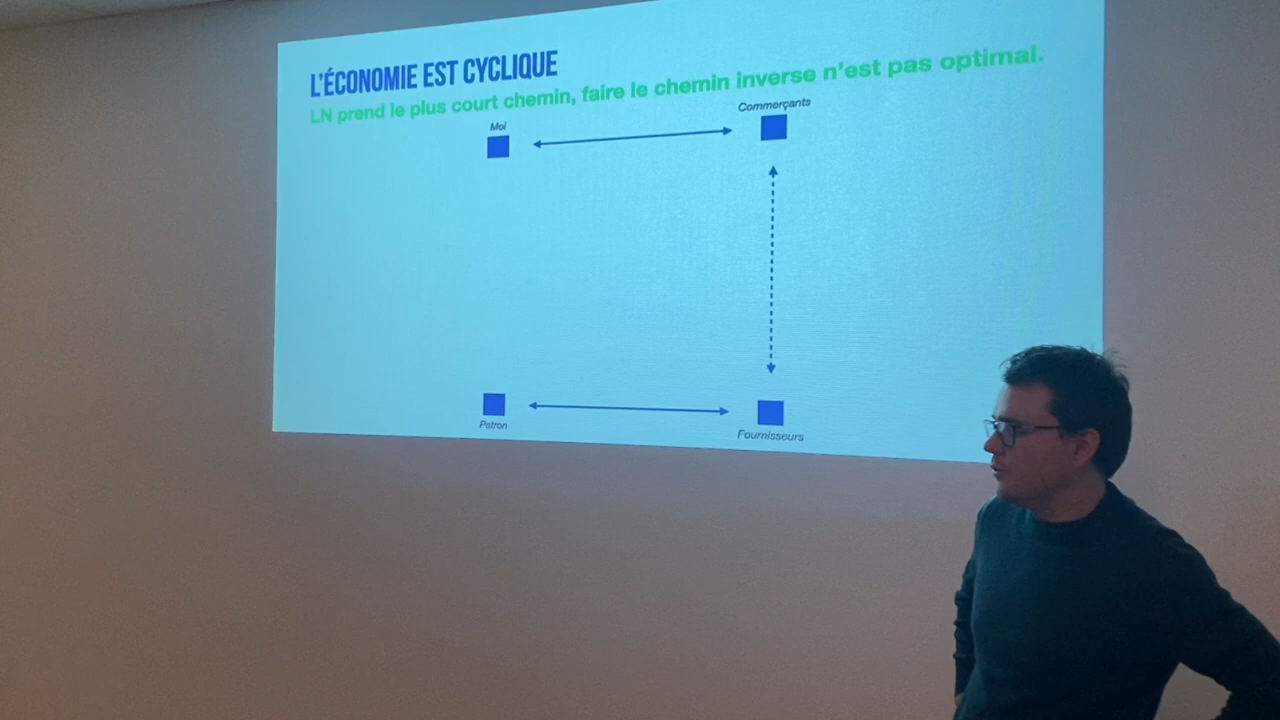 L'ÉCONOMIE EST CYCLIQUE
LN prend le plus court chemin, faire le chemin inverse n'est pas optimal.
Moi
Commerçants
Patron
Fournisseurs